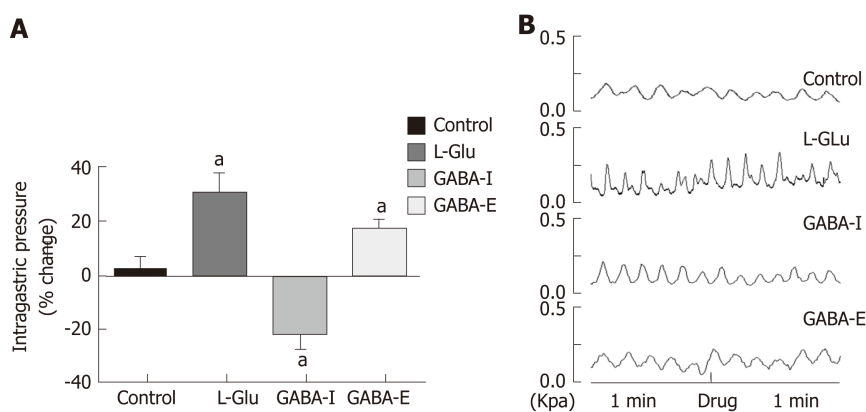 A
Control
L-Glu
GABA-I
GABA-E
Intragastric pressure
(% change)
40
20
0
-20
-40
a
a
a
Control
L-Glu
GABA-I
GABA-E
B
0.5
Control
0.0
0.5
L-GLu
0.0
0.5
GABA-I
0.0
0.5
GABA-E
0.0
(Kpa)
1 min
Drug
1 min